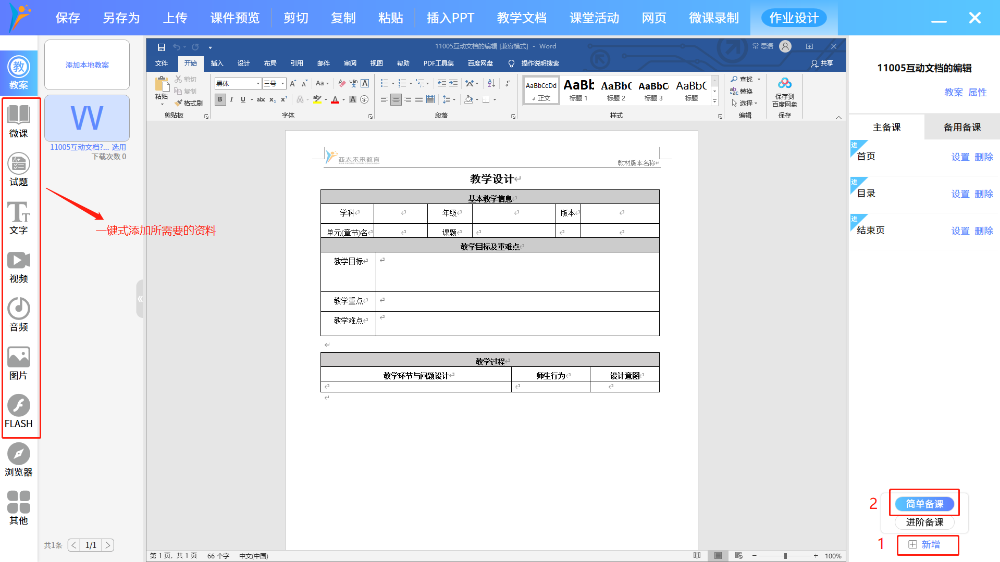 保存 另存为 上传 课件预览 剪切 复制 粘贴 插入PPT 教学文档 课堂活动 网页 微课录制 作业设计
教
教案
微课
试题
文字
视频
音频
图片
FLASH
浏览器
其他
添加本地教案
11005互动文档?... 选用
下载次数 0
共1条 1/1
一键式添加所需要的资料
11005互动文档的编辑 [兼容模式] - Word
常 思语
文件 开始 插入 设计 布局 引用 邮件 审阅 视图 帮助 PDF工具集 百度网盘 操作说明搜索 共享
粘贴
剪切
复制
格式刷
剪贴板
黑体 三号
字体
段落
AaBbCcDd AaBb AaBbC AaBbC AaBbC
正文 标题 1 标题 2 标题 3 标题
样式
查找
替换
选择
编辑
保存到
百度网盘
保存
亚太未来教育
ASIA PACIFIC FUTURE EDUCATION
教材版本名称
教学设计
基本教学信息
学科 年级 版本
单元(章节)名 课题
教学目标及重难点
教学目标
教学重点
教学难点
教学过程
教学环节与问题设计 师生行为 设计意图
第 1 页，共 1 页 66 个字 中文(中国)
100%
11005互动文档的编辑
教案 属性
主备课 备用备课
进
首页 设置 删除
进
目录 设置 删除
进
结束页 设置 删除
2 简单备课
进阶备课
1 新增